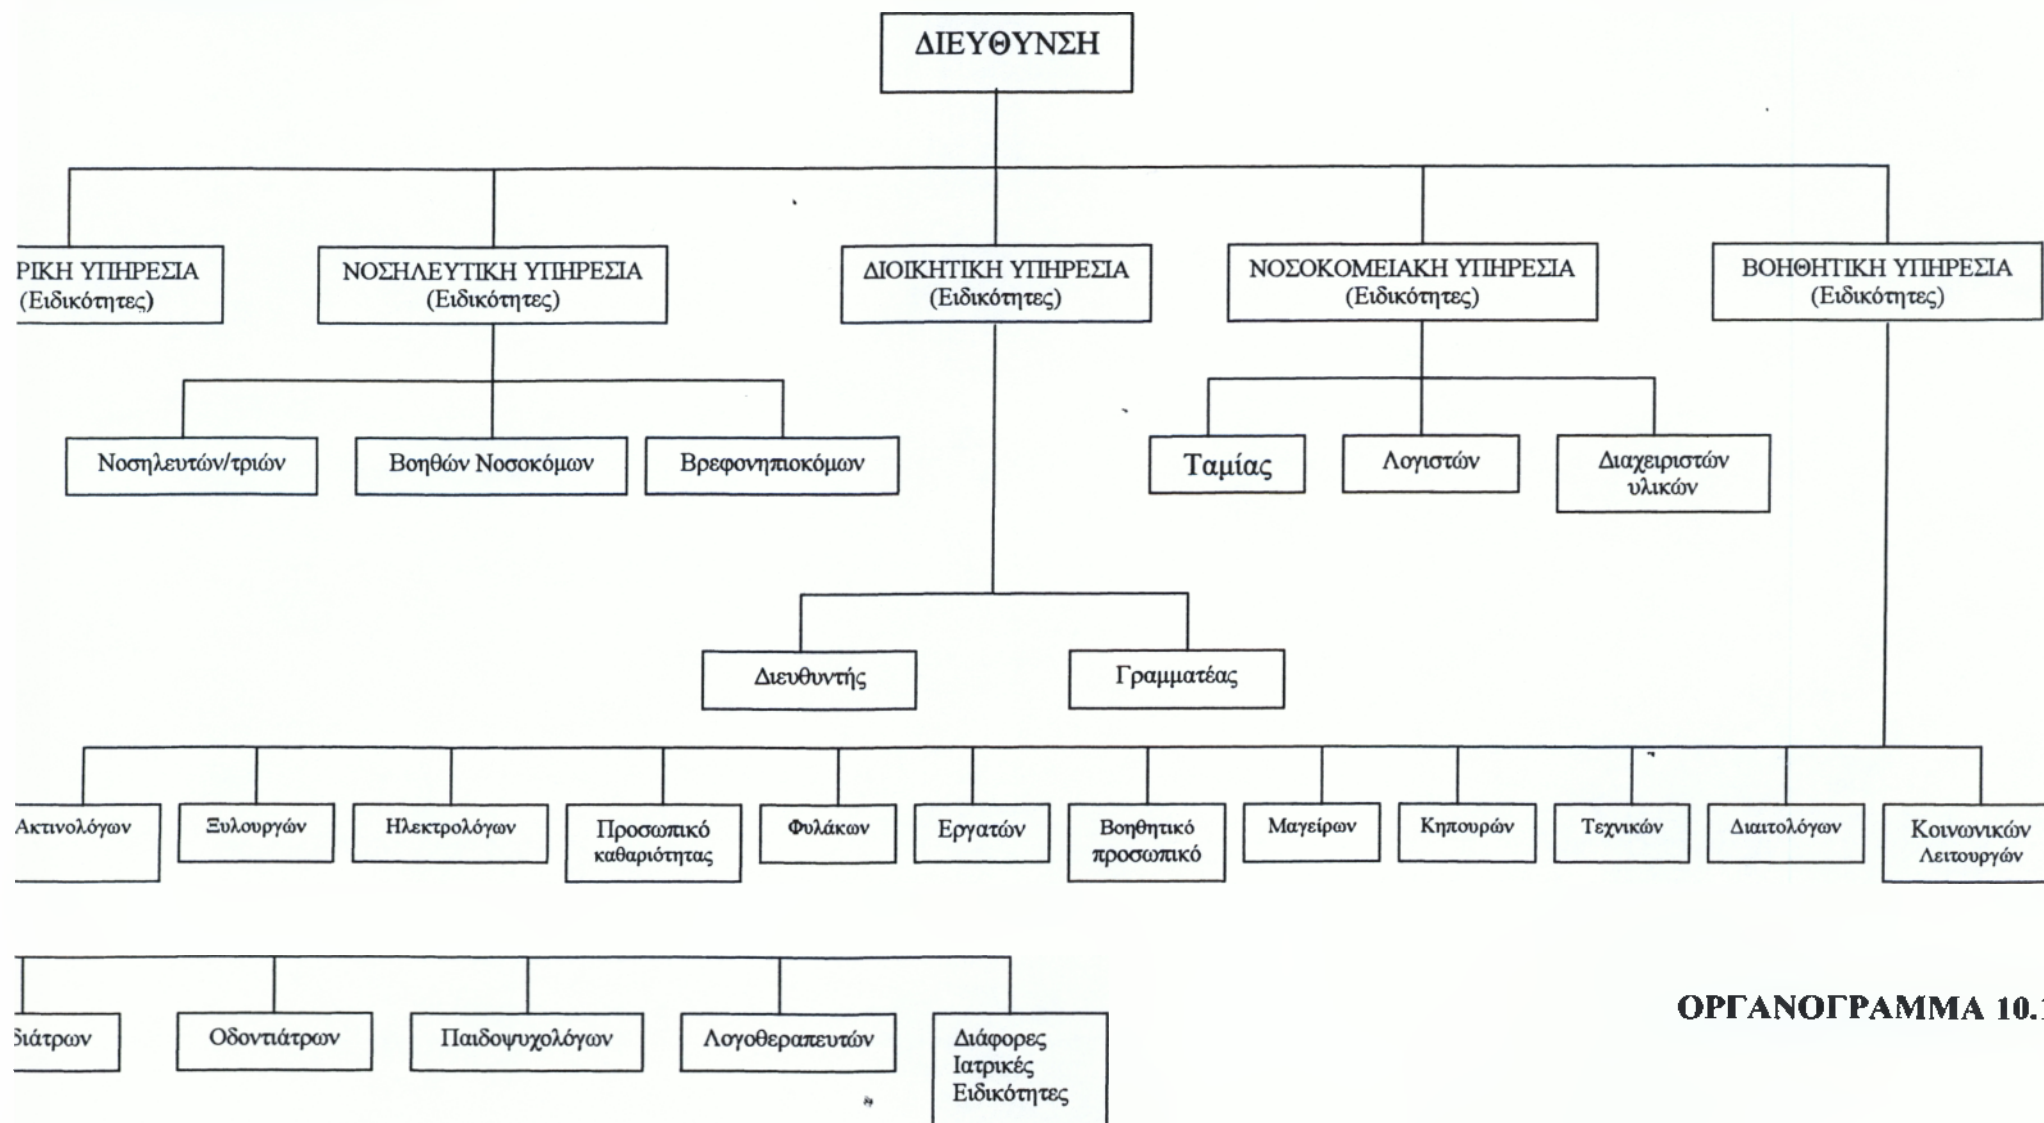 ΔΙΕΥΘΥΝΣΗ
ΡΙΚΗ ΥΠΗΡΕΣΙΑ
(Ειδικότητες)
ΝΟΣΗΛΕΥΤΙΚΗ ΥΠΗΡΕΣΙΑ
(Ειδικότητες)
ΔΙΟΙΚΗΤΙΚΗ ΥΠΗΡΕΣΙΑ
(Ειδικότητες)
ΝΟΣΟΚΟΜΕΙΑΚΗ ΥΠΗΡΕΣΙΑ
(Ειδικότητες)
ΒΟΗΘΗΤΙΚΗ ΥΠΗΡΕΣΙΑ
(Ειδικότητες)
Νοσηλευτών/τριών
Βοηθών Νοσοκόμων
Βρεφονηπιοκόμων
Ταμίας
Λογιστών
Διαχειριστών
υλικών
Διευθυντής
Γραμματέας
Ακτινολόγων
Ξυλουργών
Ηλεκτρολόγων
Προσωπικό
καθαριότητας
Φυλάκων
Εργατών
Βοηθητικό
προσωπικό
Μαγείρων
Κηπουρών
Τεχνικών
Διαιτολόγων
Κοινωνικών
Λειτουργών
διάτρων
Οδοντιάτρων
Παιδοψυχολόγων
Λογοθεραπευτών
Διάφορες
Ιατρικές
Ειδικότητες
ΟΡΓΑΝΟΓΡΑΜΜΑ 10.